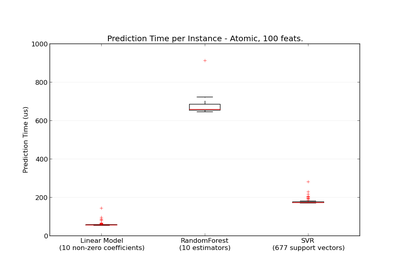 Prediction Time per Instance - Atomic, 100 feats.
1000
800
600
400
200
0
Prediction Time (us)
Linear Model
(10 non-zero coefficients)
RandomForest
(10 estimators)
SVR
(677 support vectors)